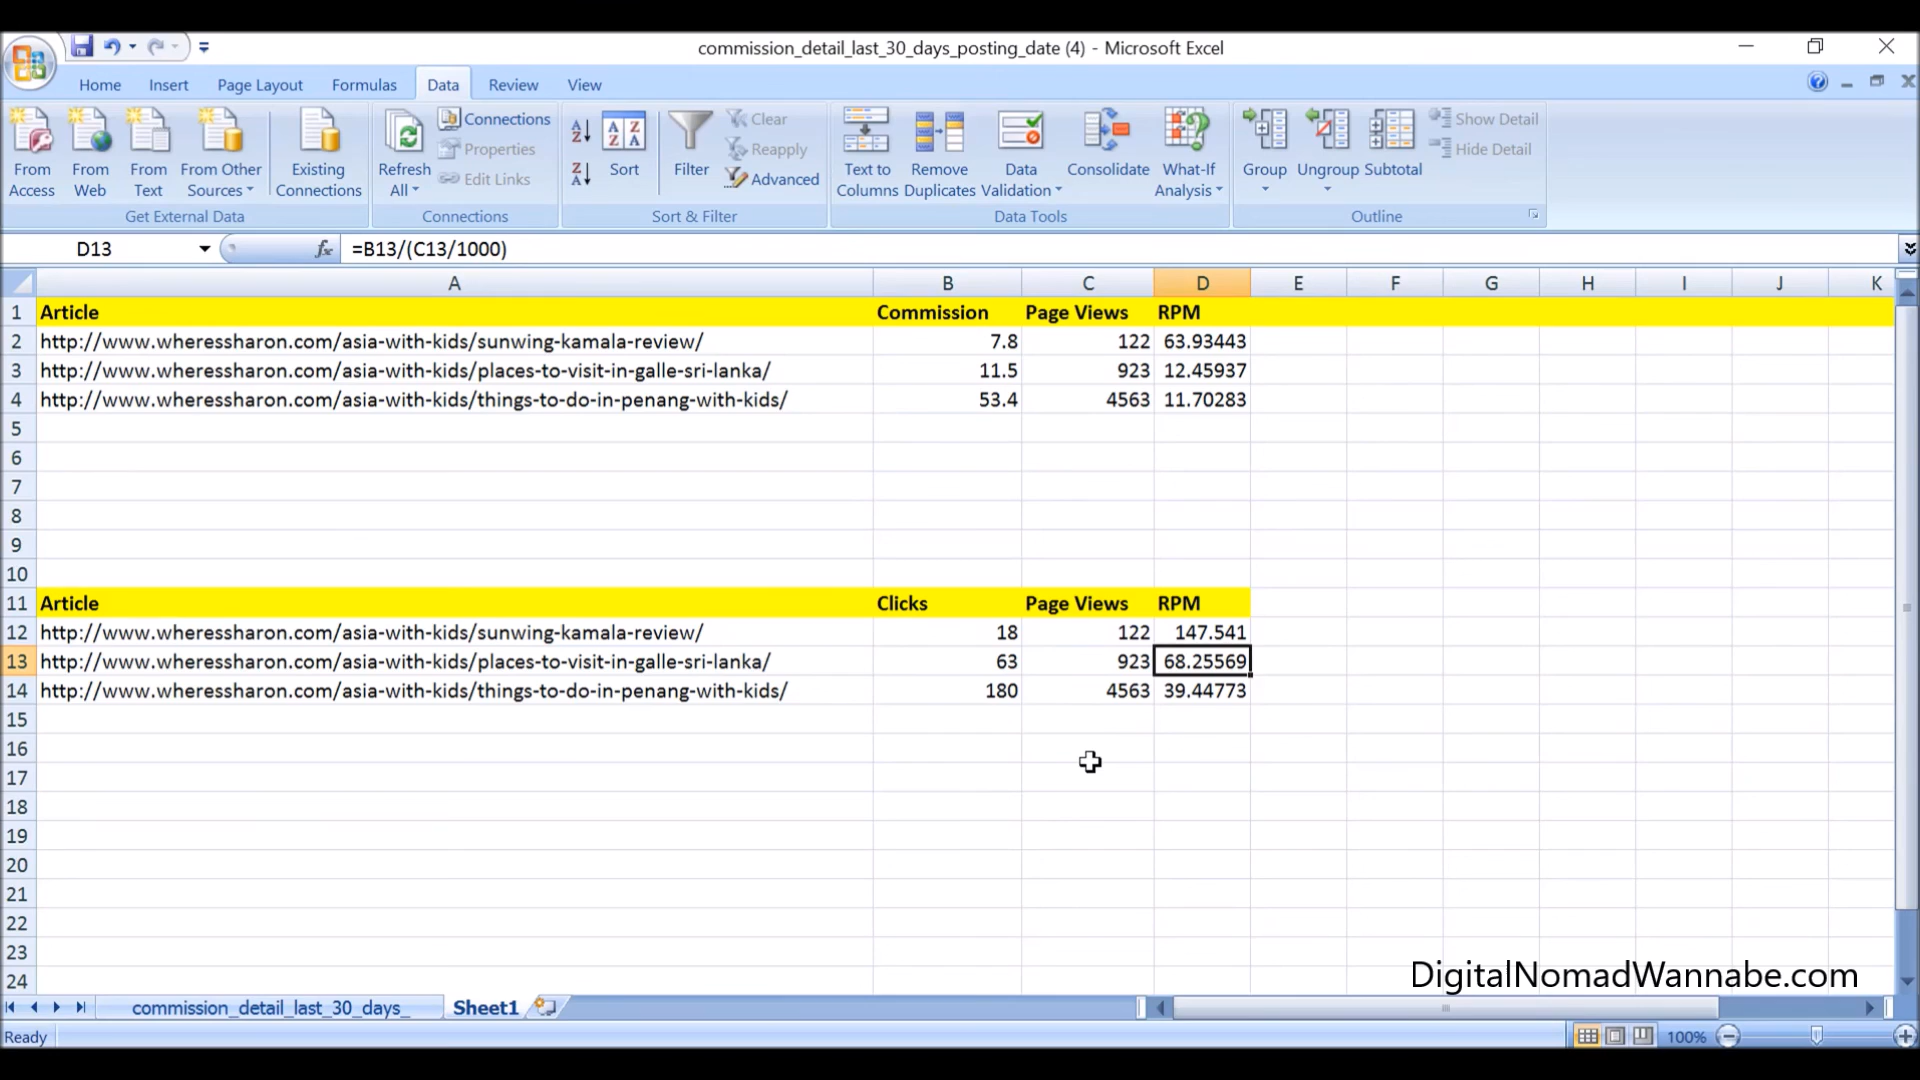 commission_detail_last_30_days_posting_date (4) - Microsoft Excel
Home Insert Page Layout Formulas Data Review View
From Access
From Web
From Text
From Other Sources
Existing Connections
Get External Data
Refresh All
Connections
Properties
Edit Links
Connections
Sort
Filter
Clear
Reapply
Advanced
Sort & Filter
Text to Columns
Remove Duplicates
Data Validation
Consolidate
What-If Analysis
Data Tools
Group
Ungroup
Subtotal
Show Detail
Hide Detail
Outline
D13 fx =B13/(C13/1000)
A B C D E F G H I J K
1 Article Commission Page Views RPM
2 http://www.wheressharon.com/asia-with-kids/sunwing-kamala-review/ 7.8 122 63.93443
3 http://www.wheressharon.com/asia-with-kids/places-to-visit-in-galle-sri-lanka/ 11.5 923 12.45937
4 http://www.wheressharon.com/asia-with-kids/things-to-do-in-penang-with-kids/ 53.4 4563 11.70283
5
6
7
8
9
10
11 Article Clicks Page Views RPM
12 http://www.wheressharon.com/asia-with-kids/sunwing-kamala-review/ 18 122 147.541
13 http://www.wheressharon.com/asia-with-kids/places-to-visit-in-galle-sri-lanka/ 63 923 68.25569
14 http://www.wheressharon.com/asia-with-kids/things-to-do-in-penang-with-kids/ 180 4563 39.44773
15
16
17
18
19
20
21
22
23
24
DigitalNomadWannabe.com
commission_detail_last_30_days_ Sheet1
Ready 100%